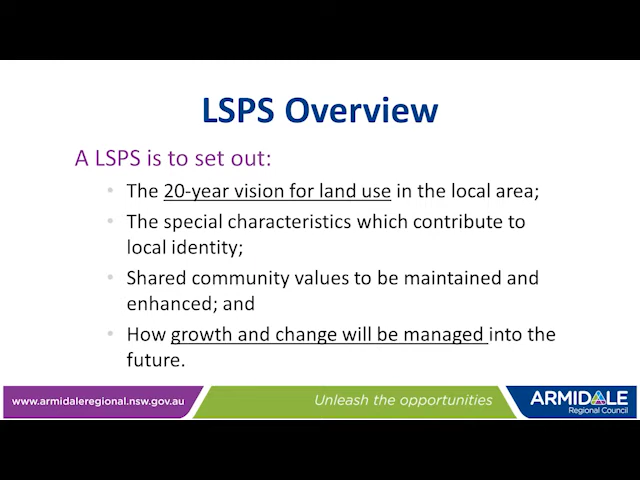 LSPS Overview
A LSPS is to set out:
• The 20-year vision for land use in the local area;
• The special characteristics which contribute to
local identity;
• Shared community values to be maintained and
enhanced; and
• How growth and change will be managed into the
future.
www.armidaleregional.nsw.gov.au
Unleash the opportunities
ARMIDALE
Regional Council